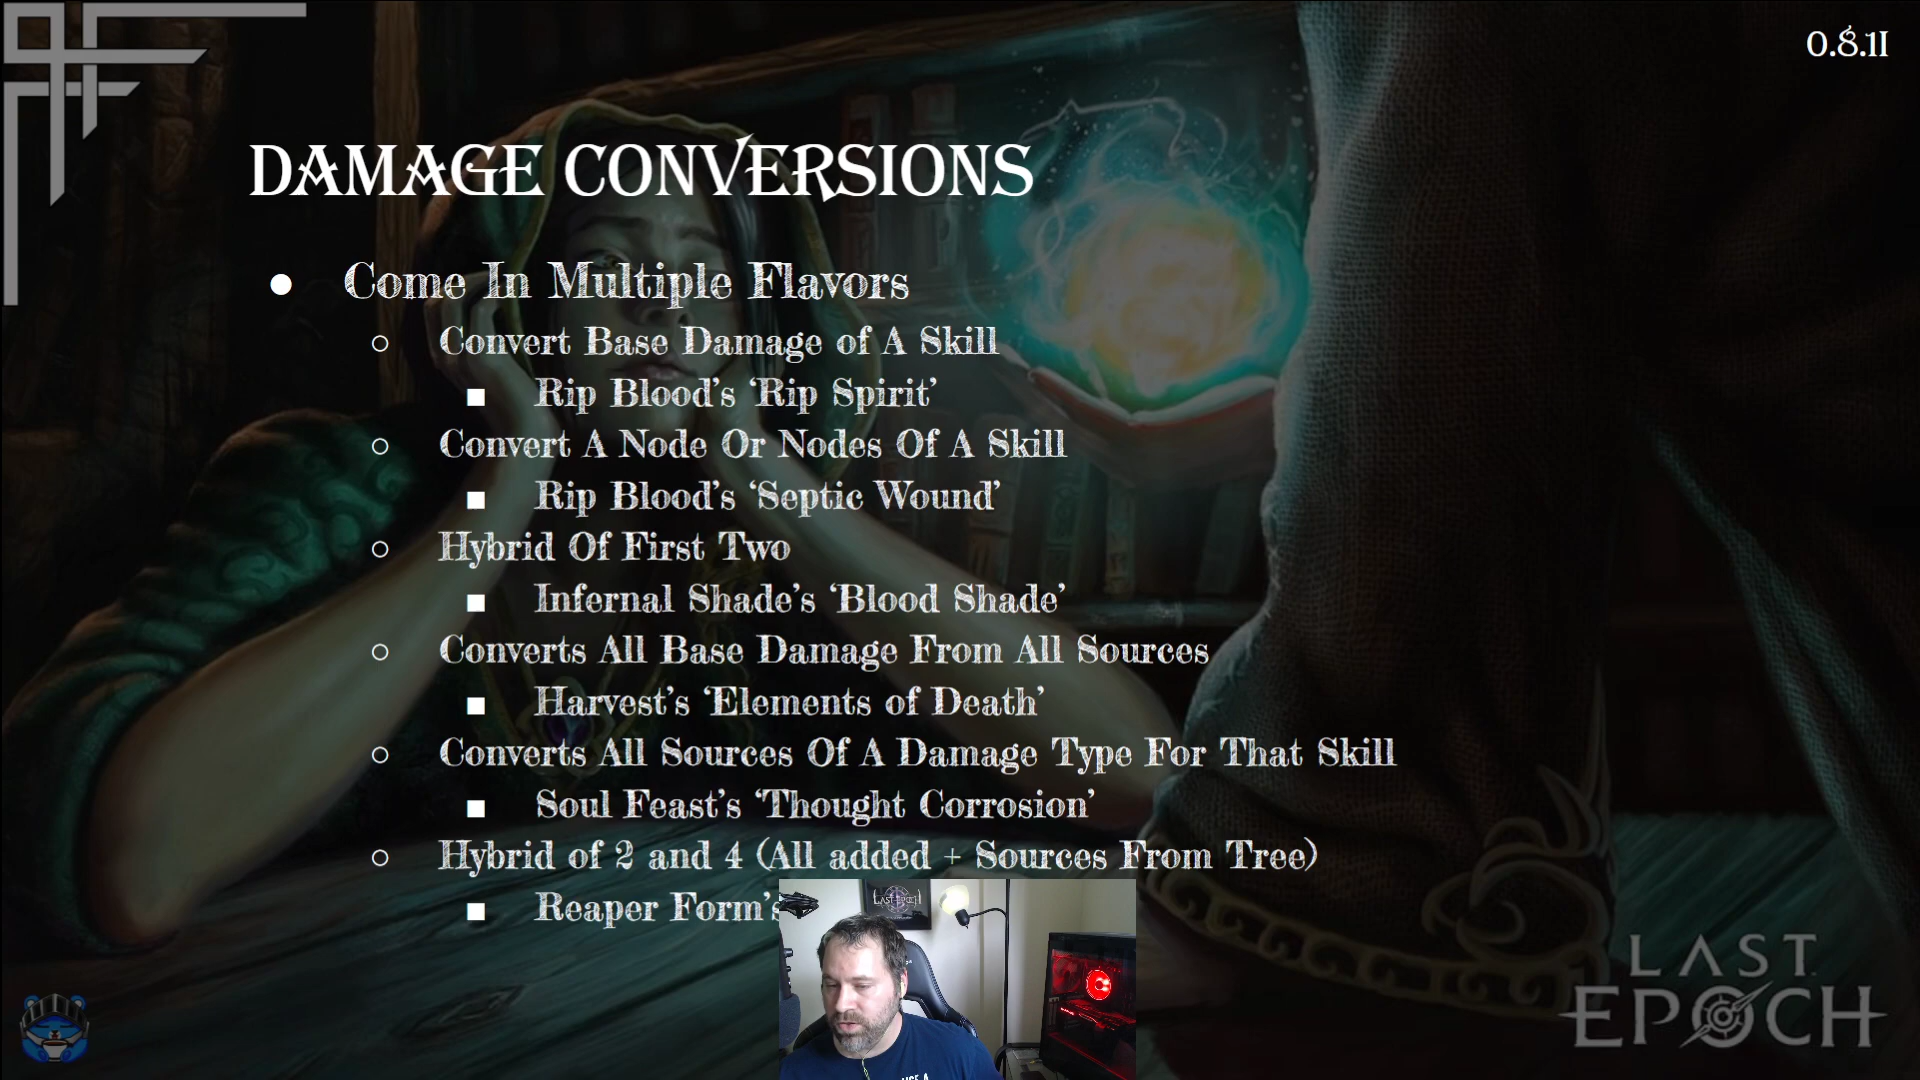 0.8.1I
DAMAGE CONVERSIONS
● Come In Multiple Flavors
○ Convert Base Damage of A Skill
■ Rip Blood's ‘Rip Spirit’
○ Convert A Node Or Nodes Of A Skill
■ Rip Blood's ‘Septic Wound’
○ Hybrid Of First Two
■ Infernal Shade's ‘Blood Shade’
○ Converts All Base Damage From All Sources
■ Harvest's ‘Elements of Death’
○ Converts All Sources Of A Damage Type For That Skill
■ Soul Feast's ‘Thought Corrosion’
○ Hybrid of 2 and 4 (All added + Sources From Tree)
■ Reaper Form's
LAST EPOCH
LAST
EPOCH